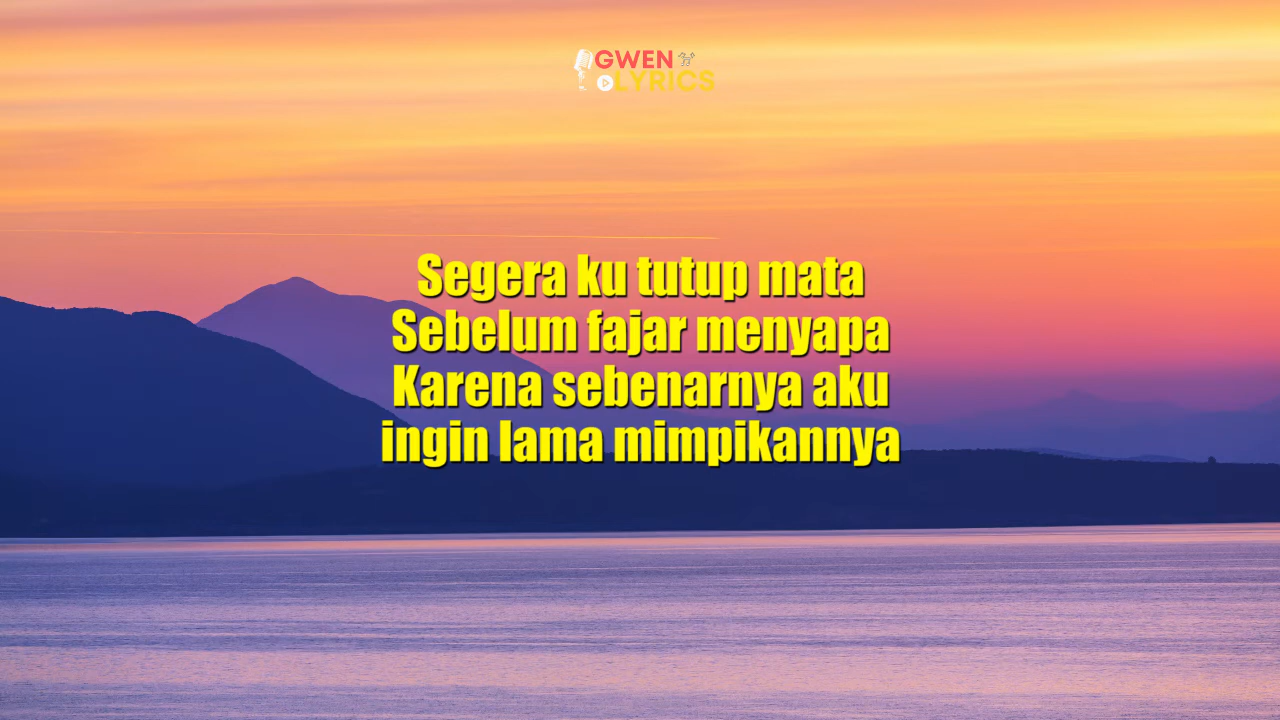 GWEN
LYRICS
Segera ku tutup mata
Sebelum fajar menyapa
Karena sebenarnya aku
ingin lama mimpikannya